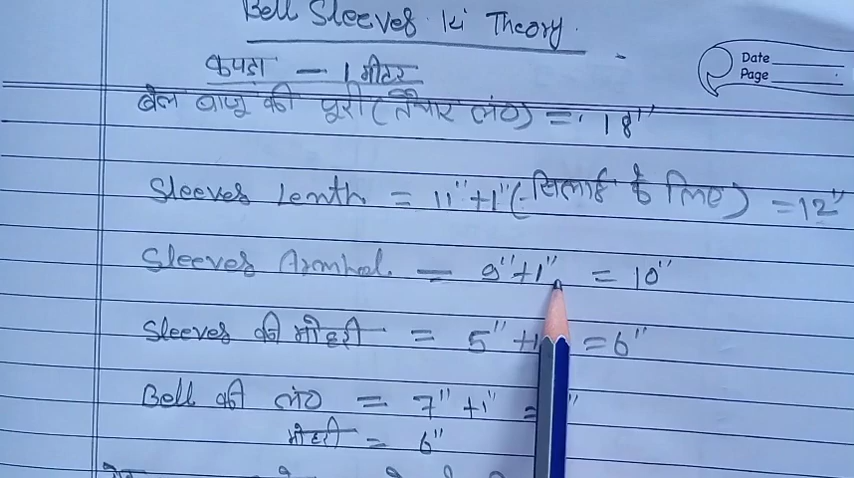 Bell Sleeves ki Theory.
Date
Page
कपडा — 1 मीटर
बेल बाजू की पूरी (तैयार लंठ) = 18"
Sleeves Lenth = 11"+1" (सिलाई के लिए) = 12"
Sleeves Armhol. = 9"+1" = 10"
Sleeves की मोहरी = 5"+1 = 6"
Bell की लंठ = 7"+1" = "
मोहरी = 6"